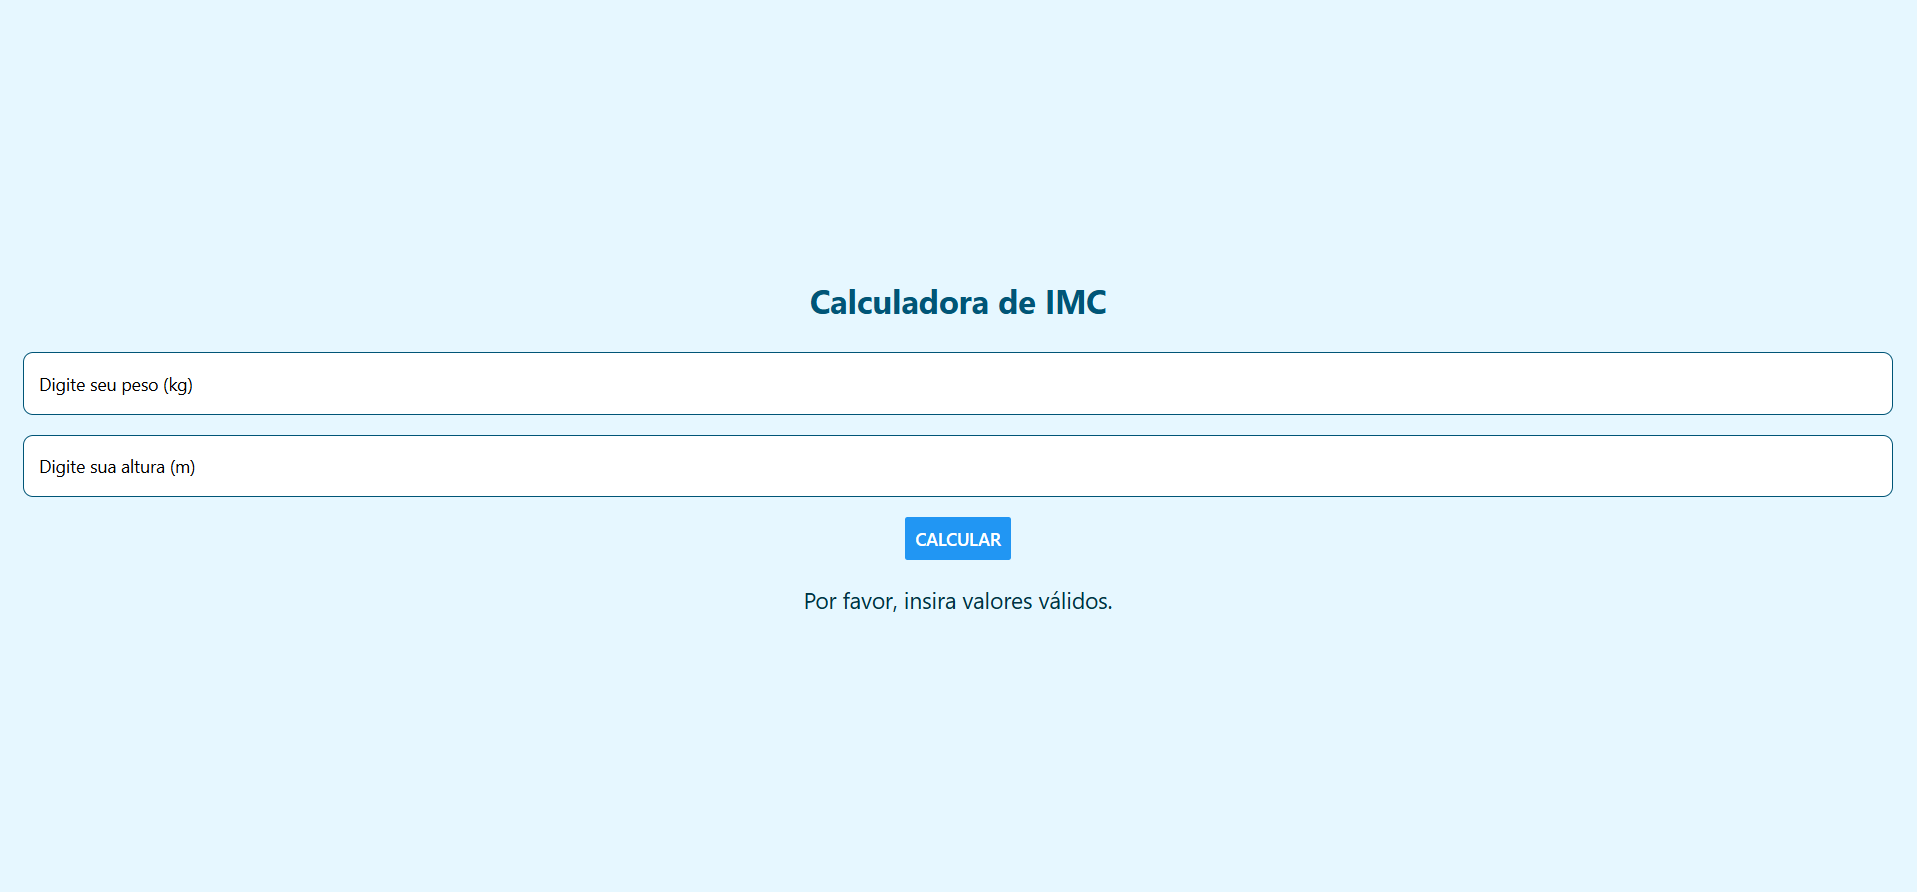 Calculadora de IMC
Digite seu peso (kg)
Digite sua altura (m)
CALCULAR
Por favor, insira valores válidos.